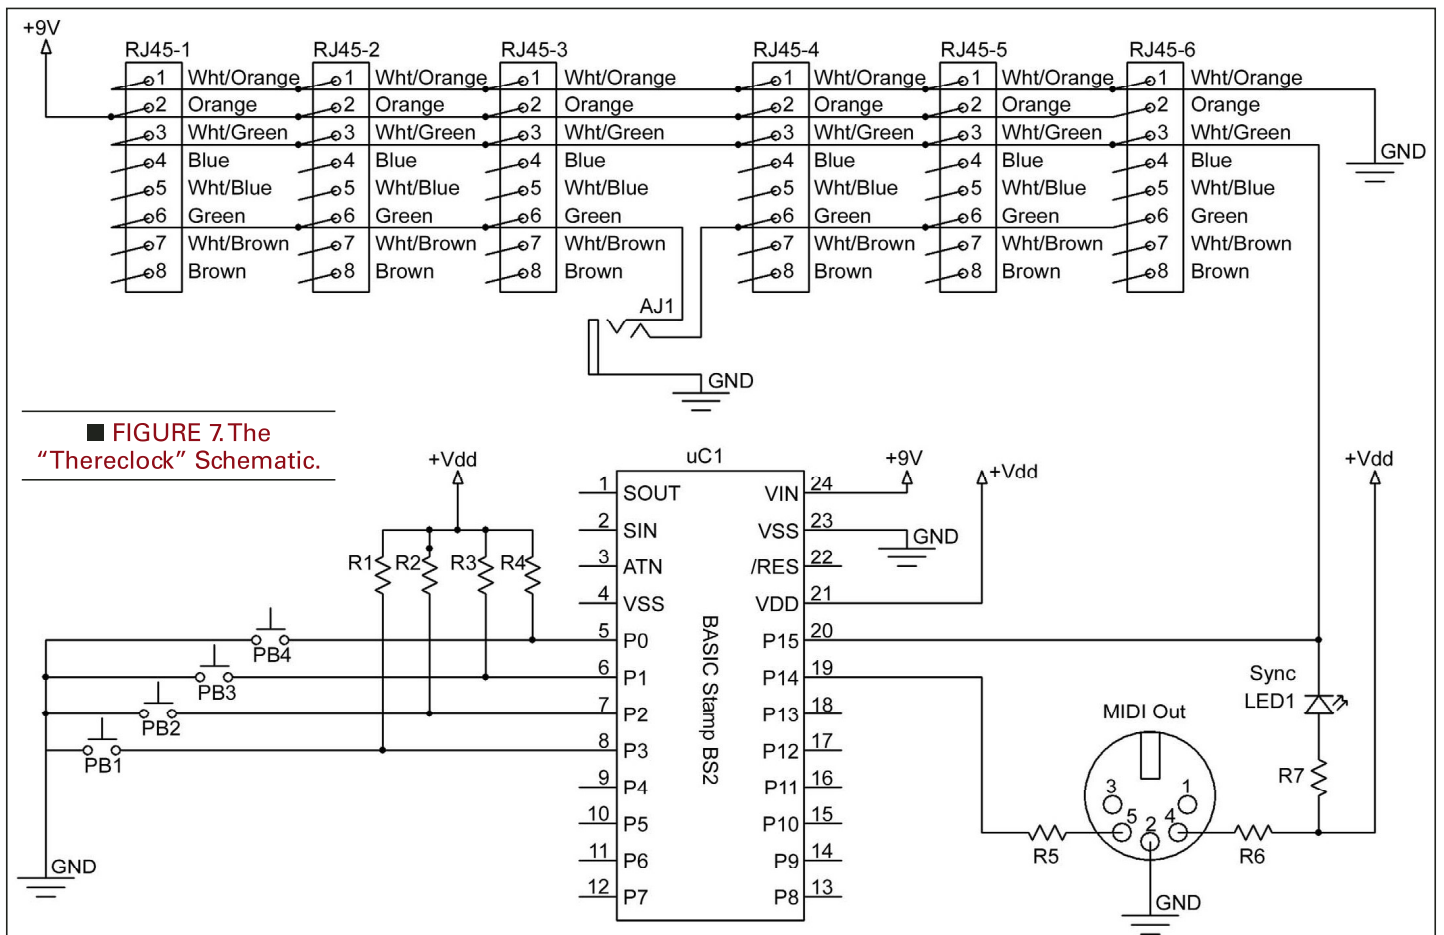 +9V
RJ45-1 RJ45-2 RJ45-3 RJ45-4 RJ45-5 RJ45-6
1 Wht/Orange 1 Wht/Orange 1 Wht/Orange 1 Wht/Orange 1 Wht/Orange 1 Wht/Orange
2 Orange 2 Orange 2 Orange 2 Orange 2 Orange 2 Orange
3 Wht/Green 3 Wht/Green 3 Wht/Green 3 Wht/Green 3 Wht/Green 3 Wht/Green
GND
4 Blue 4 Blue 4 Blue 4 Blue 4 Blue 4 Blue
5 Wht/Blue 5 Wht/Blue 5 Wht/Blue 5 Wht/Blue 5 Wht/Blue 5 Wht/Blue
6 Green 6 Green 6 Green 6 Green 6 Green 6 Green
7 Wht/Brown 7 Wht/Brown 7 Wht/Brown 7 Wht/Brown 7 Wht/Brown 7 Wht/Brown
8 Brown 8 Brown 8 Brown 8 Brown 8 Brown 8 Brown
AJ1
GND
■ FIGURE 7. The
“Thereclock” Schematic.
+Vdd uC1 +9V +Vdd +Vdd
1 SOUT VIN 24
2 SIN VSS 23 GND
R1 R2 R3 R4 3 ATN /RES 22
4 VSS VDD 21
BASIC Stamp BS2
5 P0 P15 20
PB4
6 P1 P14 19
PB3
Sync
LED1
7 P2 P13 18 MIDI Out
PB2
8 P3 P12 17
PB1
9 P4 P11 16 R7
3 1
10 P5 P10 15
5 2 4
11 P6 P9 14 R5 R6
GND
12 P7 P8 13
GND